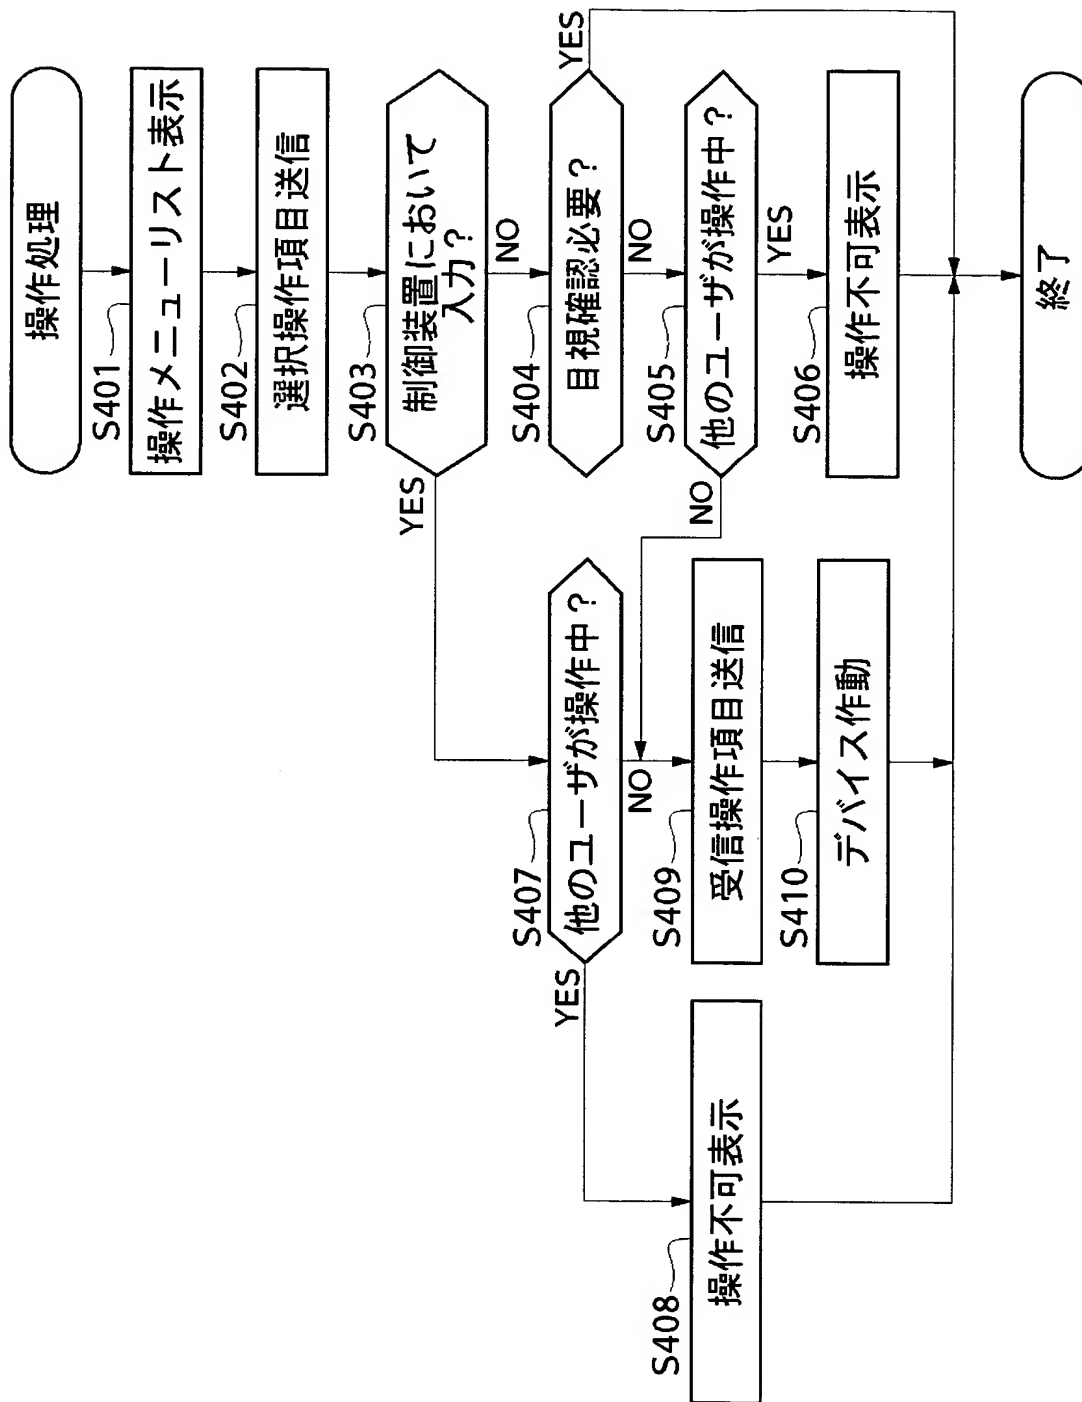 操作処理
S401
操作メニューリスト表示
S402
選択操作項目送信
S403
制御装置において
入力？
YES
NO
S404
目視確認必要？
YES
NO
S405
他のユーザが操作中？
NO
YES
S406
操作不可表示
S407
他のユーザが操作中？
YES
NO
S408
操作不可表示
S409
受信操作項目送信
S410
デバイス作動
終了